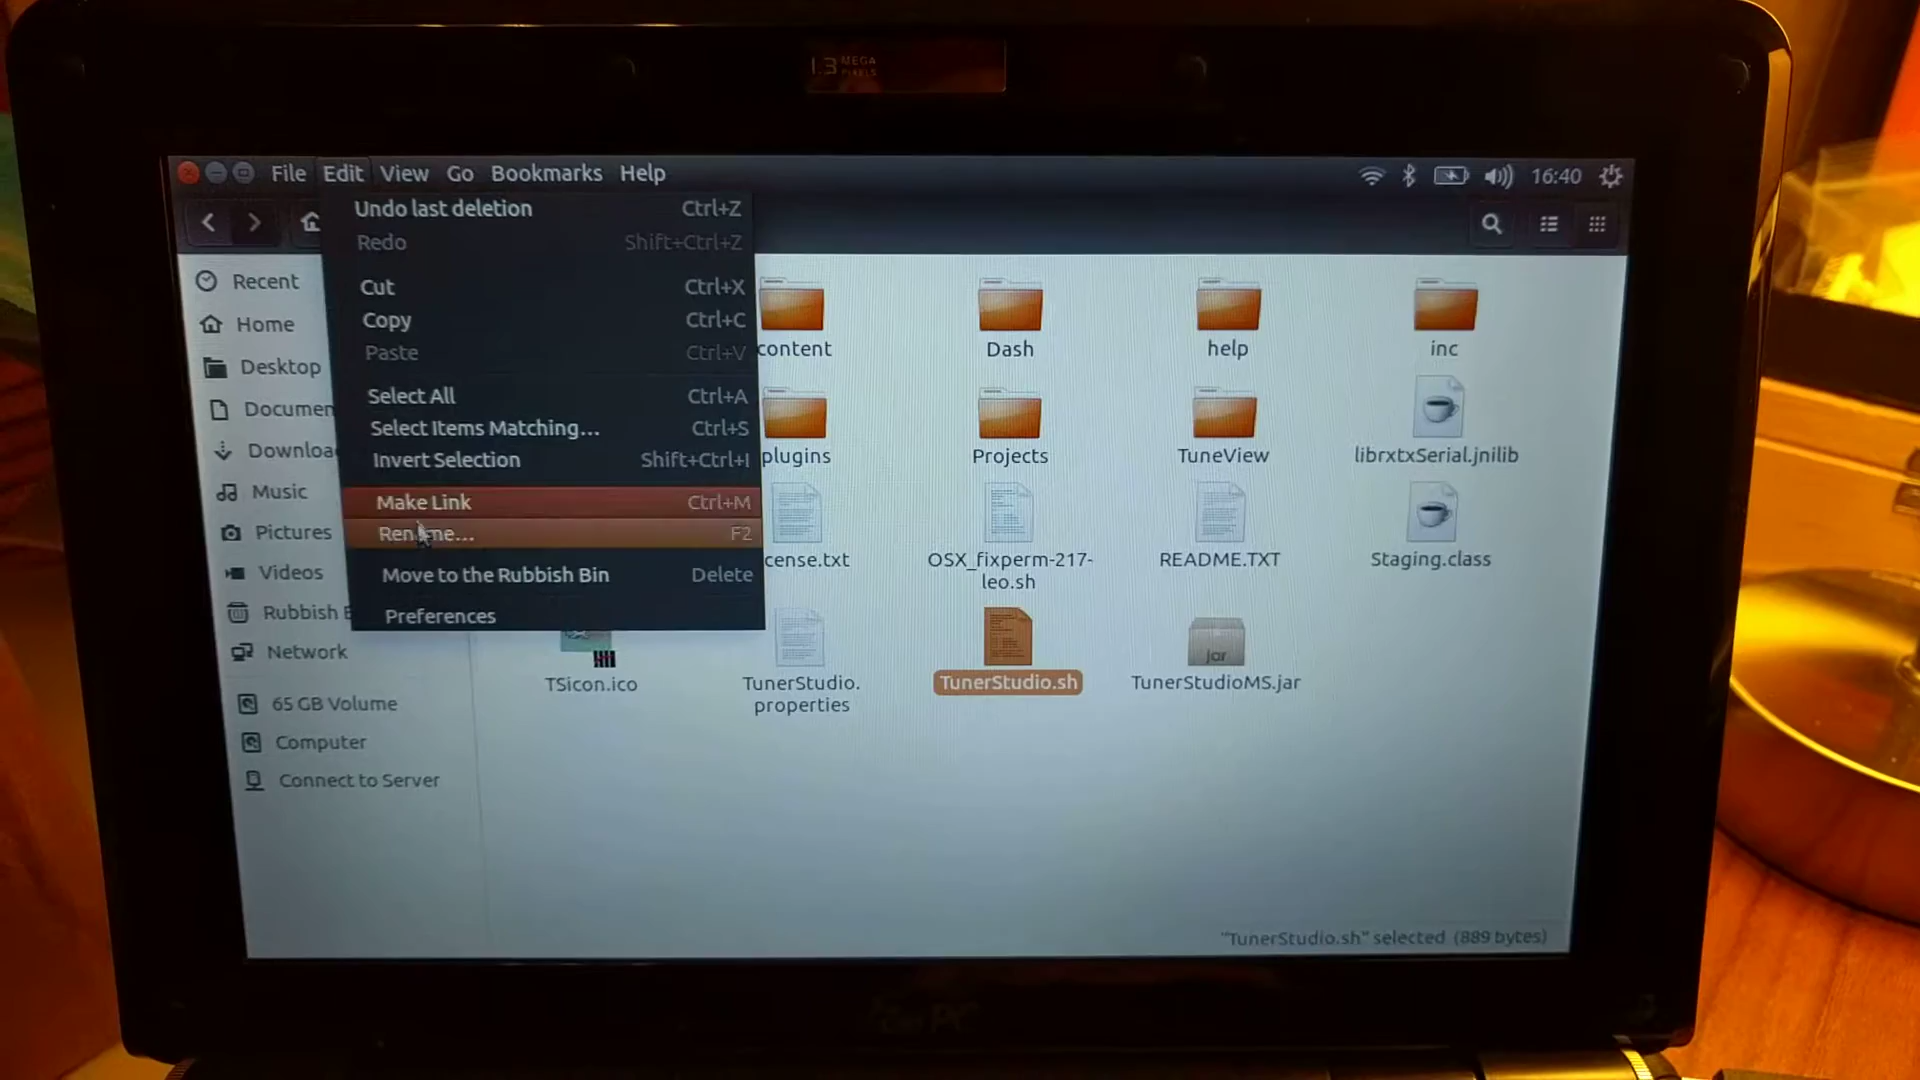 1.3 MEGA PIXELS
File Edit View Go Bookmarks Help 16:40
Undo last deletion Ctrl+Z
Redo Shift+Ctrl+Z
Cut Ctrl+X
Copy Ctrl+C
Paste Ctrl+V
Select All Ctrl+A
Select Items Matching... Ctrl+S
Invert Selection Shift+Ctrl+I
Make Link Ctrl+M
Rename... F2
Move to the Rubbish Bin Delete
Preferences
Recent
Home
Desktop
Documen
Downloa
Music
Pictures
Videos
Rubbish B
Network
65 GB Volume
Computer
Connect to Server
content Dash help inc
plugins Projects TuneView librxtxSerial.jnilib
cense.txt OSX_fixperm-217-leo.sh README.TXT Staging.class
TSicon.ico TunerStudio.properties TunerStudio.sh jar TunerStudioMS.jar
"TunerStudio.sh" selected (889 bytes)
Eee PC